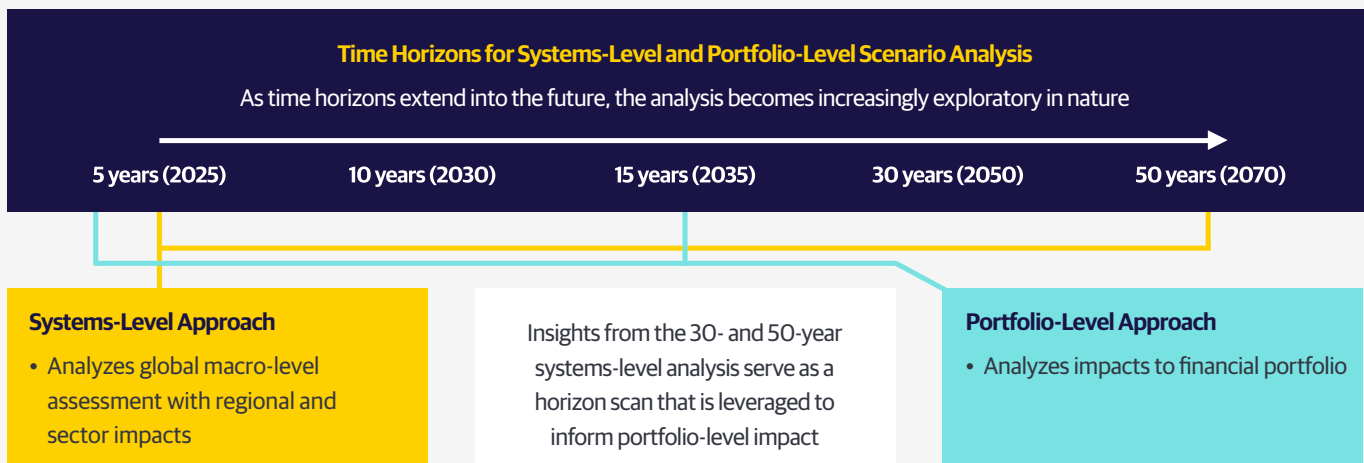 Time Horizons for Systems-Level and Portfolio-Level Scenario Analysis
As time horizons extend into the future, the analysis becomes increasingly exploratory in nature
5 years (2025) 10 years (2030) 15 years (2035) 30 years (2050) 50 years (2070)
Systems-Level Approach
• Analyzes global macro-level
assessment with regional and
sector impacts
Insights from the 30- and 50-year
systems-level analysis serve as a
horizon scan that is leveraged to
inform portfolio-level impact
Portfolio-Level Approach
• Analyzes impacts to financial portfolio